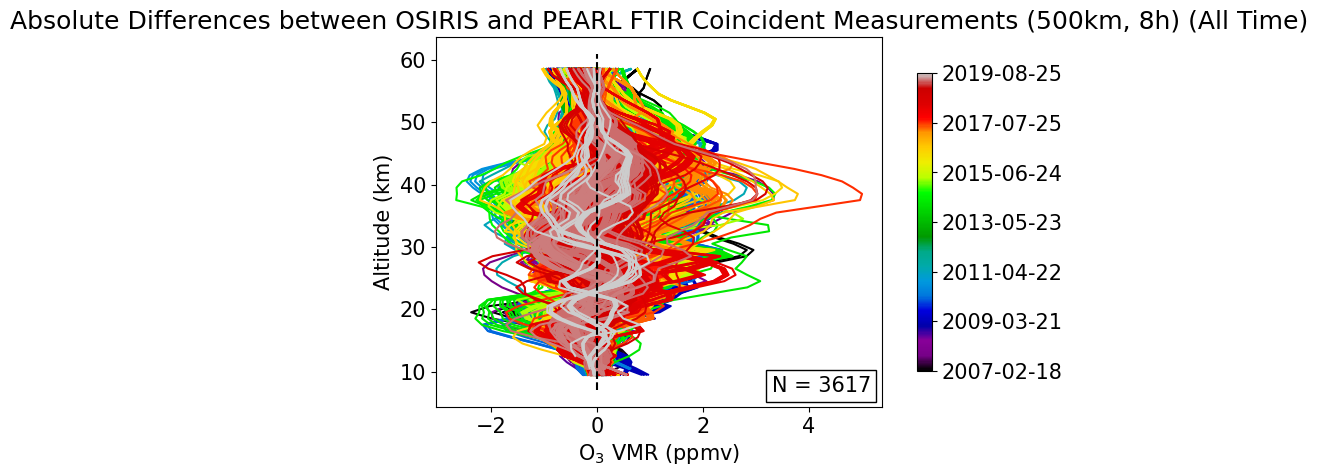 Absolute Differences between OSIRIS and PEARL FTIR Coincident Measurements (500km, 8h) (All Time)
60
50
40
30
20
10
Altitude (km)
−2 0 2 4
O₃ VMR (ppmv)
N = 3617
2019-08-25
2017-07-25
2015-06-24
2013-05-23
2011-04-22
2009-03-21
2007-02-18